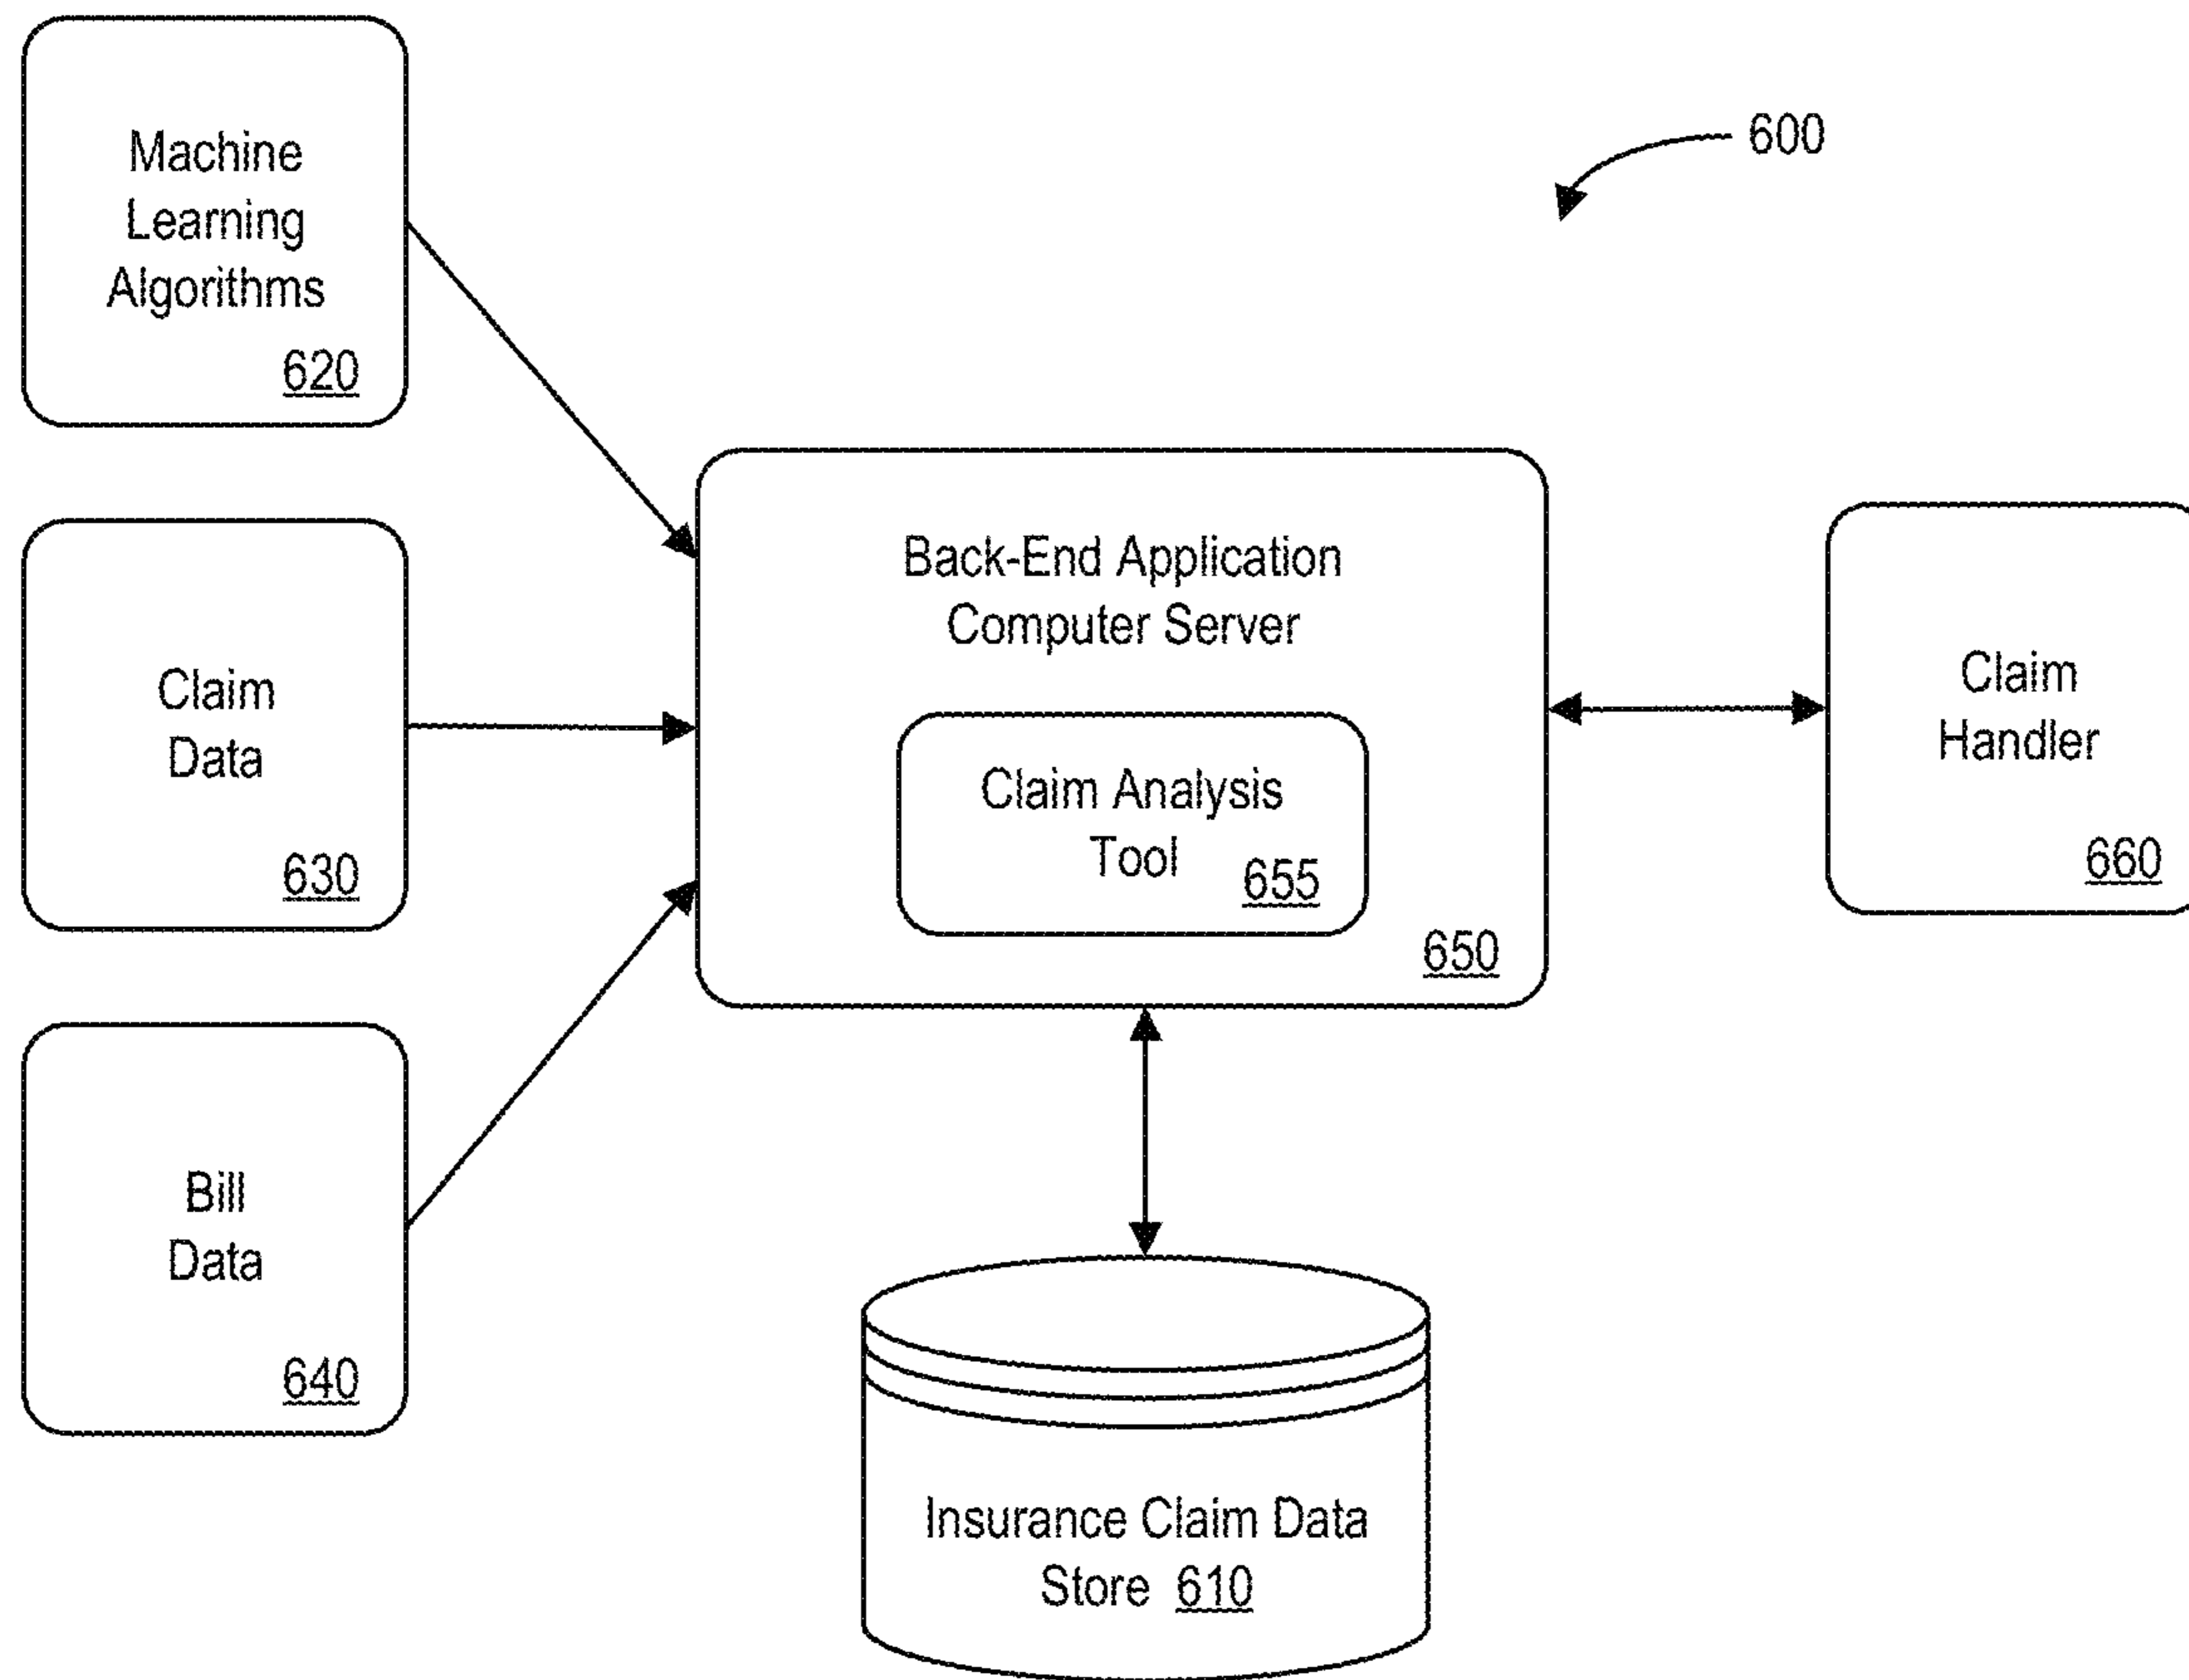 Machine
Learning
Algorithms
620
600
Claim
Data
630
Back-End Application
Computer Server
Claim Analysis
Tool
655
650
Claim
Handler
660
Bill
Data
640
Insurance Claim Data
Store 610